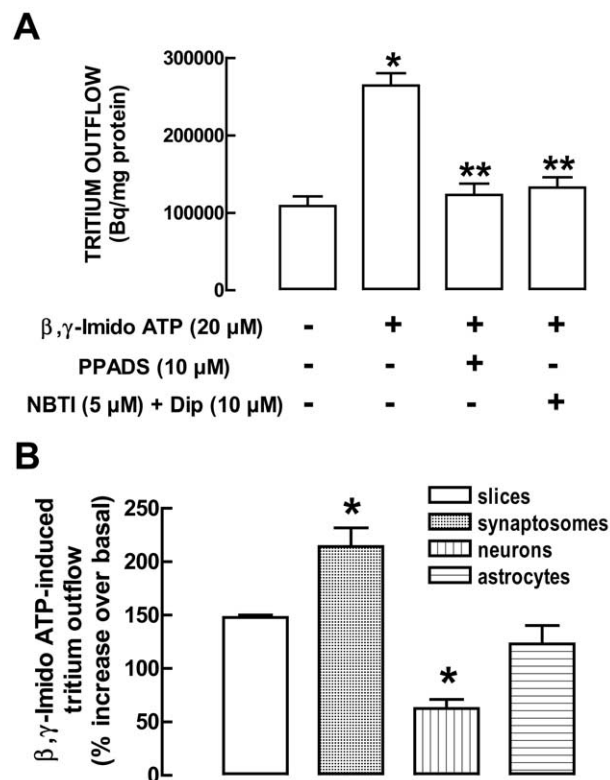 A
TRITIUM OUTFLOW
(Bq/mg protein)
300000
200000
100000
0
*
**
**
β,γ-Imido ATP (20 µM) - + + +
PPADS (10 µM) - - + -
NBTI (5 µM) + Dip (10 µM) - - - +
B
β,γ-Imido ATP-induced
tritium outflow
(% increase over basal)
250
200
150
100
50
0
*
*
slices
synaptosomes
neurons
astrocytes